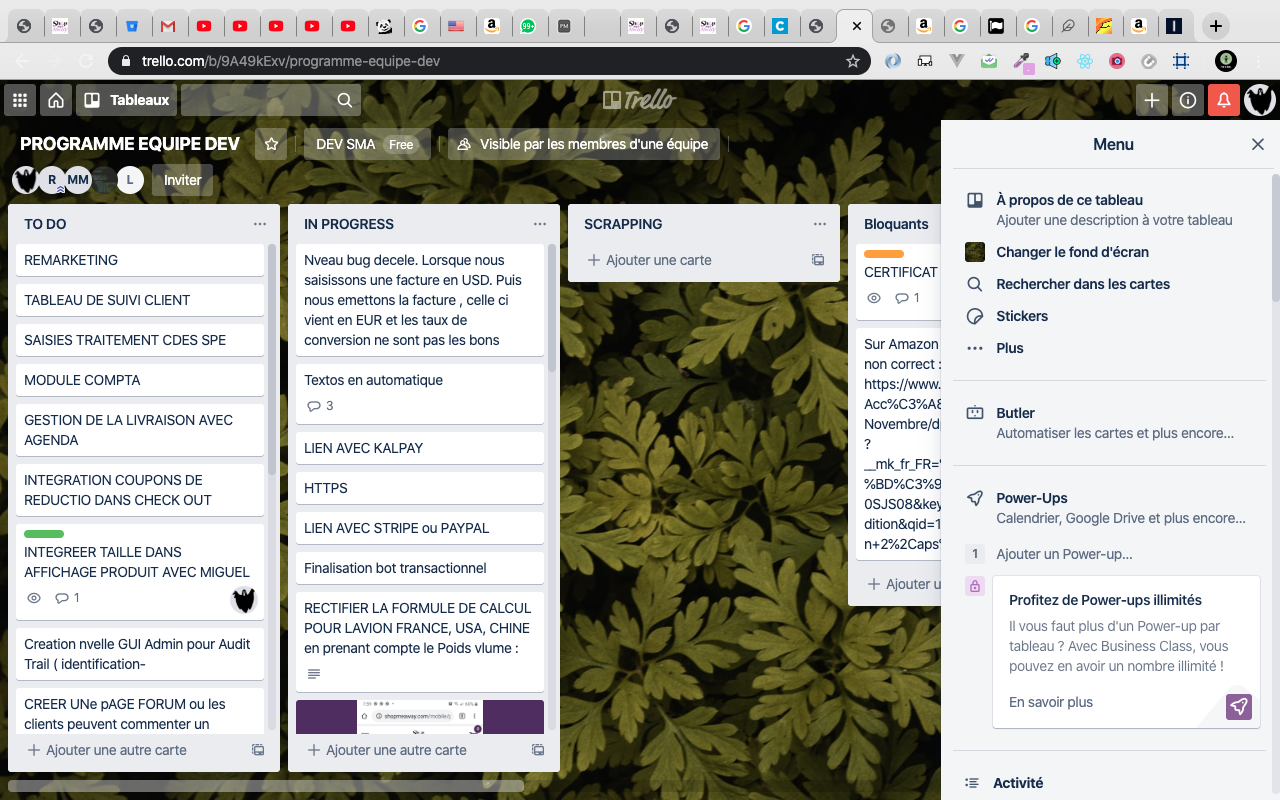 99+
PM
trello.com/b/9A49kExv/programme-equipe-dev
Tableaux
Trello
PROGRAMME EQUIPE DEV
DEV SMA Free
Visible par les membres d'une équipe
R
MM
L
Inviter
TO DO
REMARKETING
TABLEAU DE SUIVI CLIENT
SAISIES TRAITEMENT CDES SPE
MODULE COMPTA
GESTION DE LA LIVRAISON AVEC
AGENDA
INTEGRATION COUPONS DE
REDUCTIO DANS CHECK OUT
INTEGREER TAILLE DANS
AFFICHAGE PRODUIT AVEC MIGUEL
1
Creation nvelle GUI Admin pour Audit
Trail ( identification-
CREER UNe pAGE FORUM ou les
clients peuvent commenter un
Ajouter une autre carte
IN PROGRESS
Nveau bug decele. Lorsque nous
saisissons une facture en USD. Puis
nous emettons la facture , celle ci
vient en EUR et les taux de
conversion ne sont pas les bons
Textos en automatique
3
LIEN AVEC KALPAY
HTTPS
LIEN AVEC STRIPE ou PAYPAL
Finalisation bot transactionnel
RECTIFIER LA FORMULE DE CALCUL
POUR LAVION FRANCE, USA, CHINE
en prenant compte le Poids vlume :
shopmeaway.com/mobile/p
Ajouter une autre carte
SCRAPPING
Ajouter une carte
Bloquants
CERTIFICAT
1
Sur Amazon
non correct :
https://www.
Acc%C3%A8
Novembre/dp
?
__mk_fr_FR=%
%BD%C3%9
0SJS08&key
dition&qid=1
n+2%2Caps%
Ajouter u
Menu
À propos de ce tableau
Ajouter une description à votre tableau
Changer le fond d'écran
Rechercher dans les cartes
Stickers
Plus
Butler
Automatiser les cartes et plus encore...
Power-Ups
Calendrier, Google Drive et plus encore...
1 Ajouter un Power-up...
Profitez de Power-ups illimités
Il vous faut plus d'un Power-up par
tableau ? Avec Business Class, vous
pouvez en avoir un nombre illimité !
En savoir plus
Activité